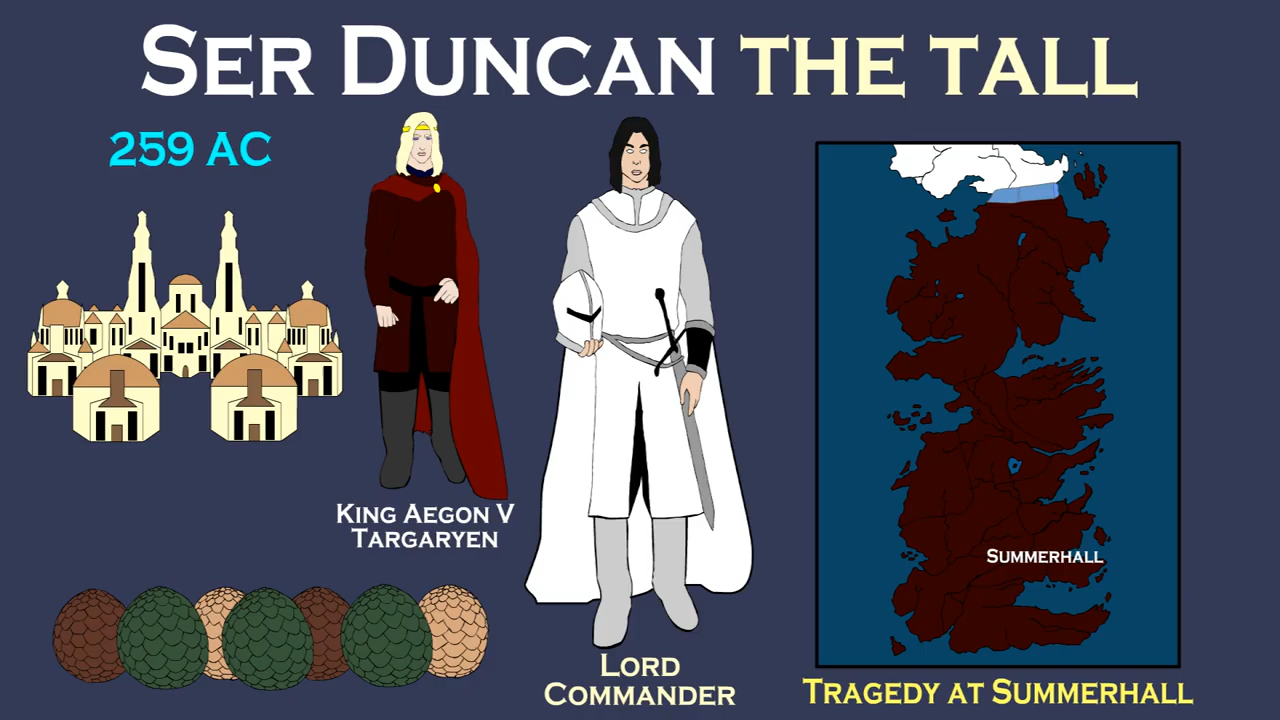 Ser Duncan the tall
259 AC
King Aegon V
Targaryen
Summerhall
Lord
Commander
Tragedy at Summerhall